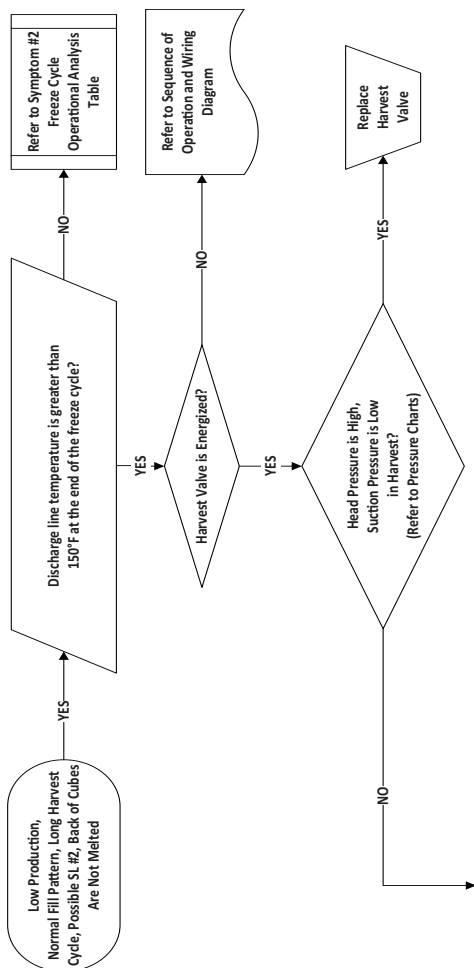 Low Production,
Normal Fill Pattern, Long Harvest
Cycle, Possible SL #2, Back of Cubes
Are Not Melted
YES
Discharge line temperature is greater than
150°F at the end of the freeze cycle?
NO
Refer to Symptom #2
Freeze Cycle
Operational Analysis
Table
YES
Harvest Valve is Energized?
NO
Refer to Sequence of
Operation and Wiring
Diagram
YES
Head Pressure is High,
Suction Pressure is Low
in Harvest?
(Refer to Pressure Charts)
YES
Replace
Harvest
Valve
NO